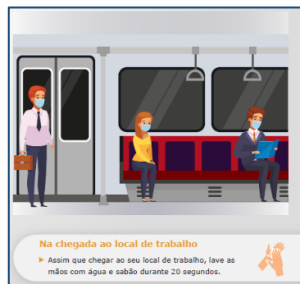 Na chegada ao local de trabalho
► Assim que chegar ao seu local de trabalho, lave as
mãos com água e sabão durante 20 segundos.